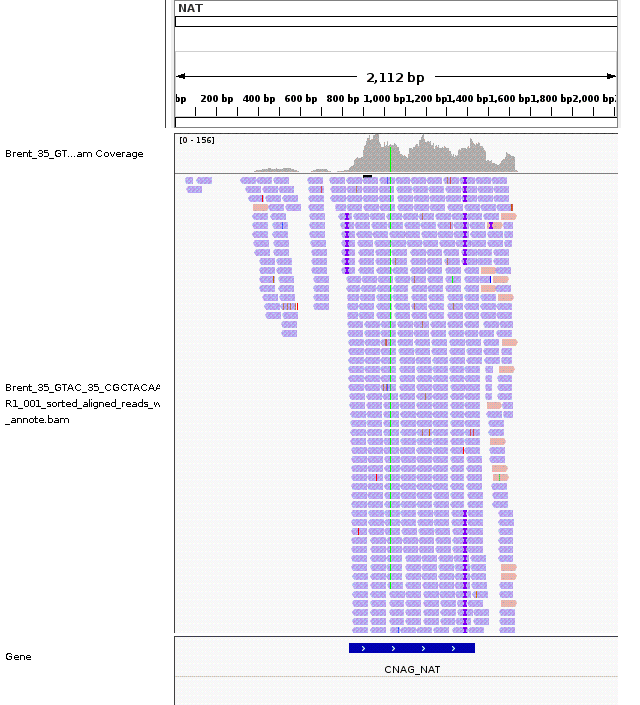 NAT
2,112 bp
bp 200 bp 400 bp 600 bp 800 bp 1,000 bp 1,200 bp 1,400 bp 1,600 bp 1,800 bp 2,000 bp
[0 - 156]
Brent_35_GT...am Coverage
Brent_35_GTAC_35_CGCTACAA
R1_001_sorted_aligned_reads_w
_annote.bam
Gene
CNAG_NAT